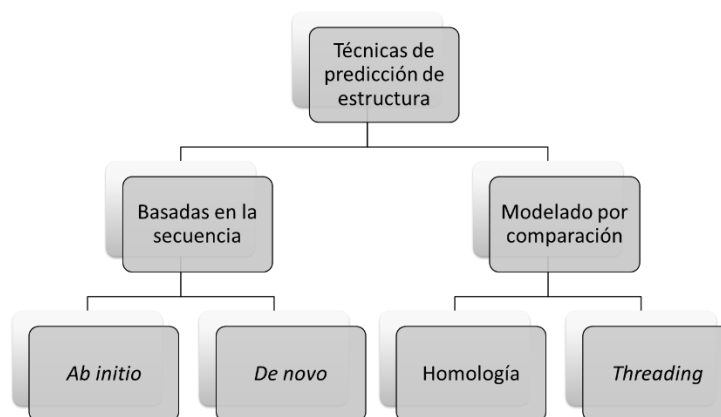 Técnicas de
predicción de
estructura
Basadas en la
secuencia
Modelado por
comparación
Ab initio
De novo
Homología
Threading